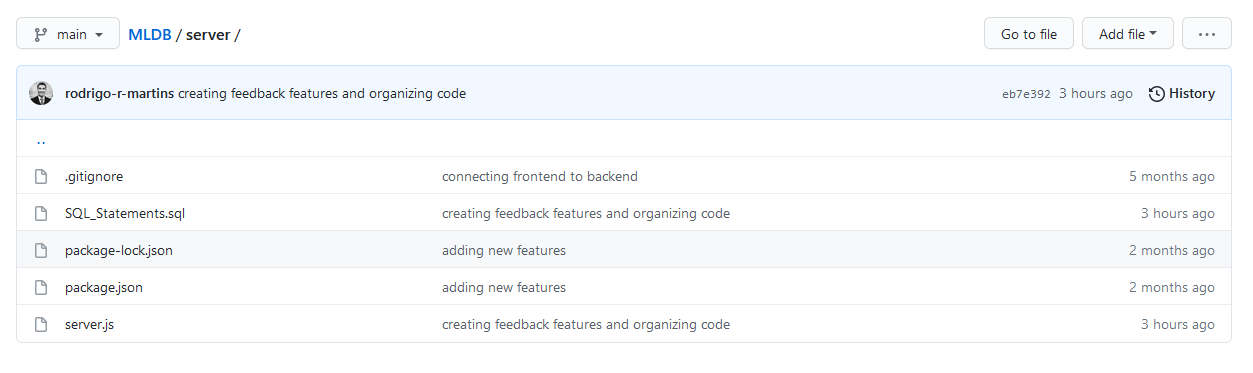 main MLDB / server / Go to file Add file ...
rodrigo-r-martins creating feedback features and organizing code eb7e392 3 hours ago History
..
.gitignore connecting frontend to backend 5 months ago
SQL_Statements.sql creating feedback features and organizing code 3 hours ago
package-lock.json adding new features 2 months ago
package.json adding new features 2 months ago
server.js creating feedback features and organizing code 3 hours ago